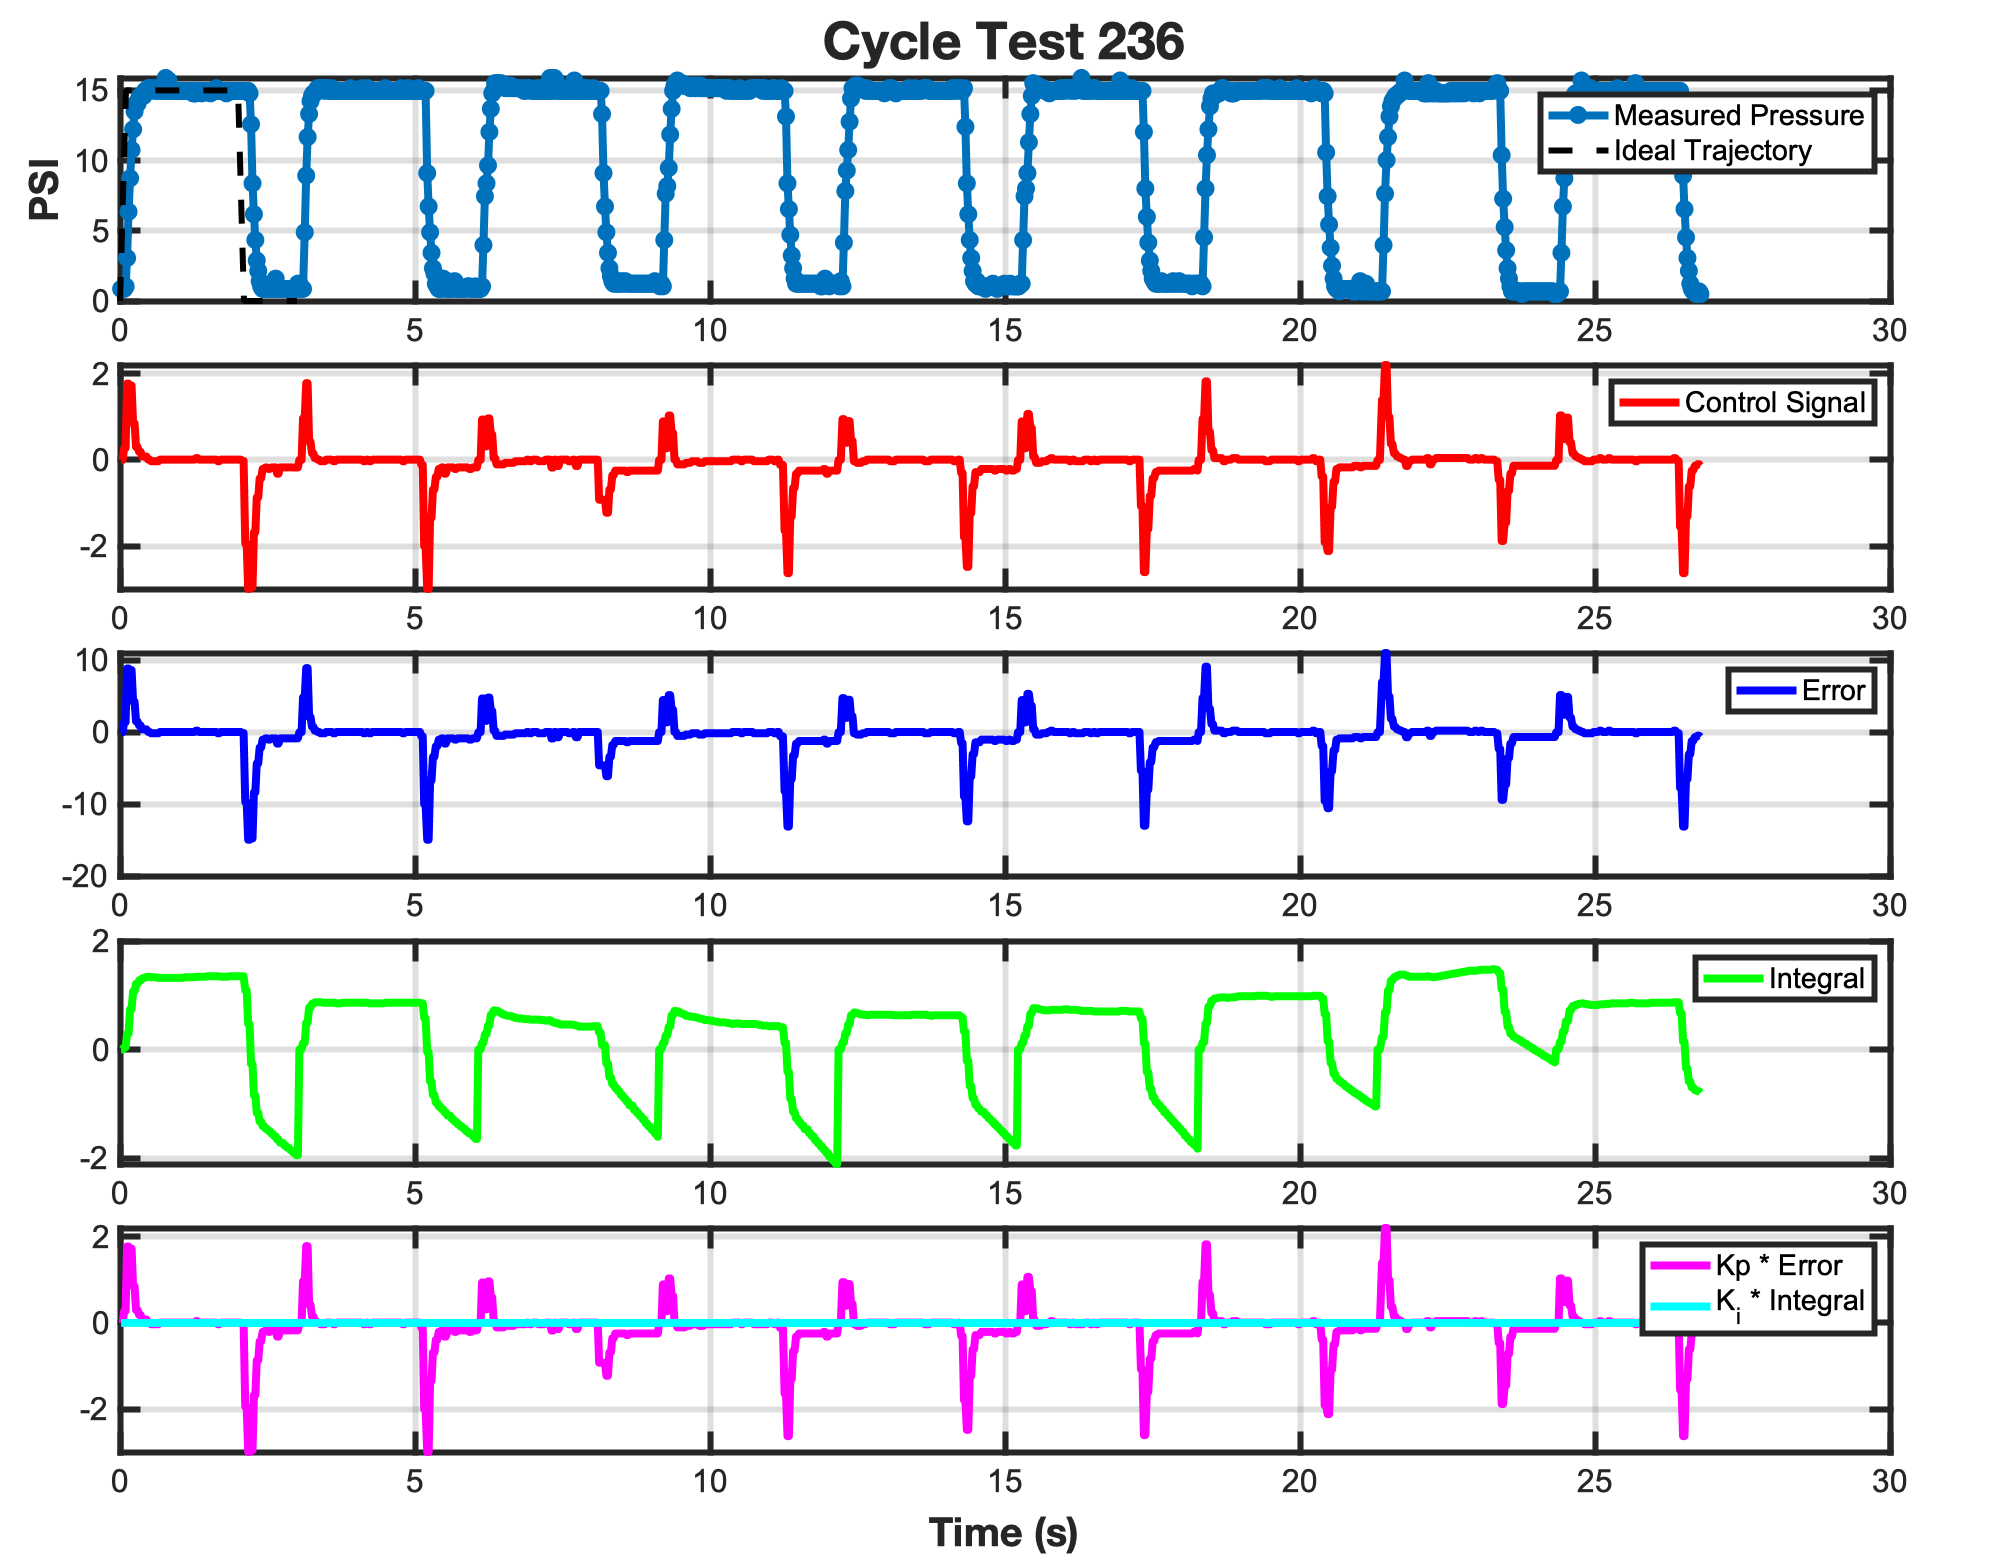 Cycle Test 236
15
10
5
0
PSI
Measured Pressure
Ideal Trajectory
0 5 10 15 20 25 30
2
0
-2
Control Signal
0 5 10 15 20 25 30
10
0
-10
-20
Error
0 5 10 15 20 25 30
2
0
-2
Integral
0 5 10 15 20 25 30
2
0
-2
Kp * Error
Ki * Integral
0 5 10 15 20 25 30
Time (s)